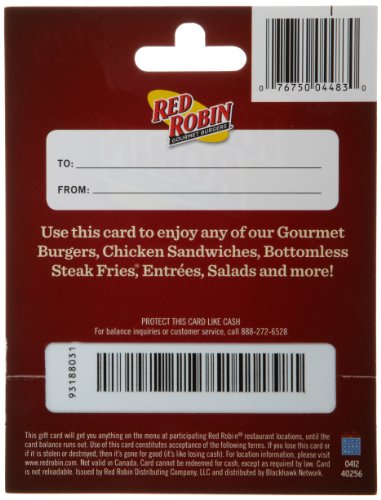 0 76750 04483 0
RED
ROBIN
GOURMET BURGERS
TO:
FROM:
Use this card to enjoy any of our Gourmet
Burgers, Chicken Sandwiches, Bottomless
Steak Fries, Entrées, Salads and more!
PROTECT THIS CARD LIKE CASH
For balance inquiries or customer service, call 888-272-6528
93188031
This gift card will get you anything on the menu at participating Red Robin® restaurant locations, until the
card balance runs out. Use of this card constitutes acceptance of the following terms. If you lose this card or
if it is stolen or destroyed, then it's gone for good (it's like losing cash). For location information, visit
www.redrobin.com. Not valid in Canada. Card cannot be redeemed for cash, except as required by law. Card
is not reloadable. Issued by Red Robin Distributing Company, LLC and distributed by Blackhawk Network.
0412
40256